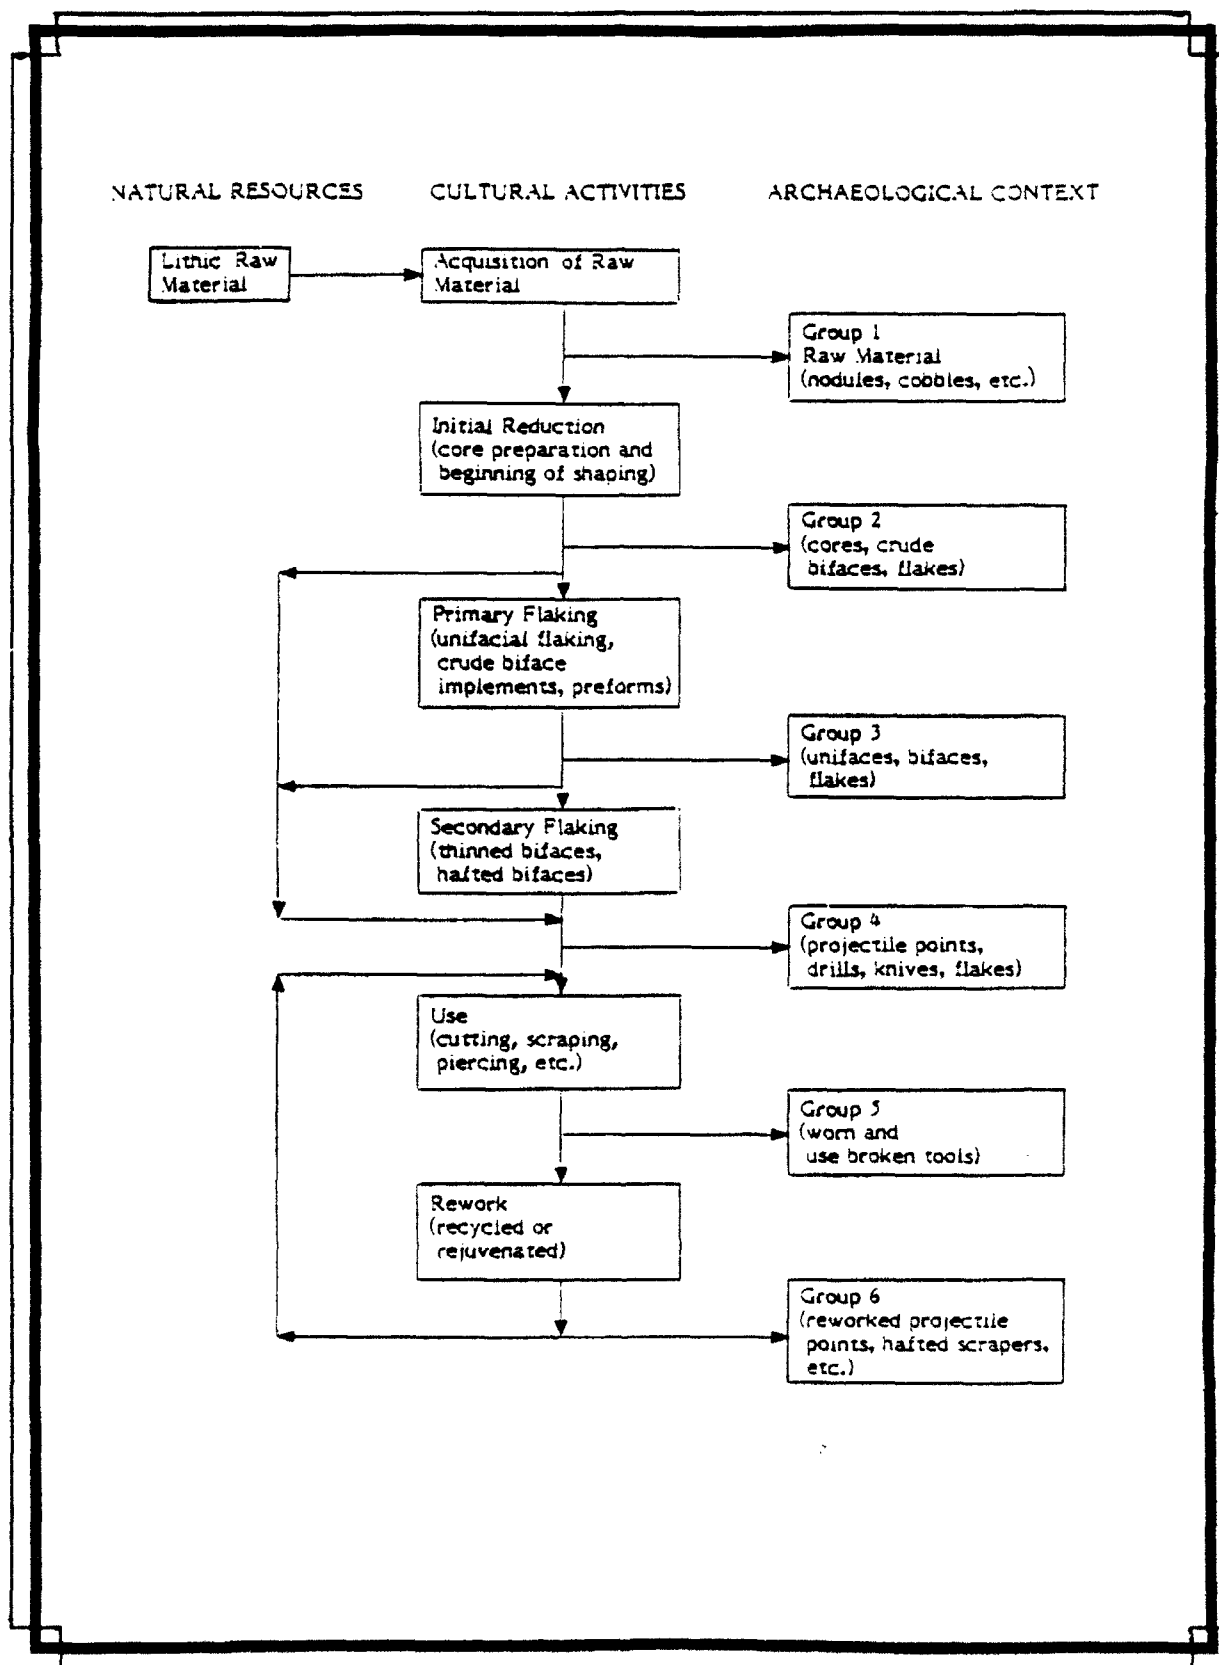 NATURAL RESOURCES CULTURAL ACTIVITIES ARCHAEOLOGICAL CONTEXT
Lithic Raw
Material
Acquisition of Raw
Material
Group 1
Raw Material
(nodules, cobbles, etc.)
Initial Reduction
(core preparation and
beginning of shaping)
Group 2
(cores, crude
bifaces, flakes)
Primary Flaking
(unifacial flaking,
crude biface
implements, preforms)
Group 3
(unifaces, bifaces,
flakes)
Secondary Flaking
(thinned bifaces,
hafted bifaces)
Group 4
(projectile points,
drills, knives, flakes)
Use
(cutting, scraping,
piercing, etc.)
Group 5
(worn and
use broken tools)
Rework
(recycled or
rejuvenated)
Group 6
(reworked projectile
points, hafted scrapers,
etc.)